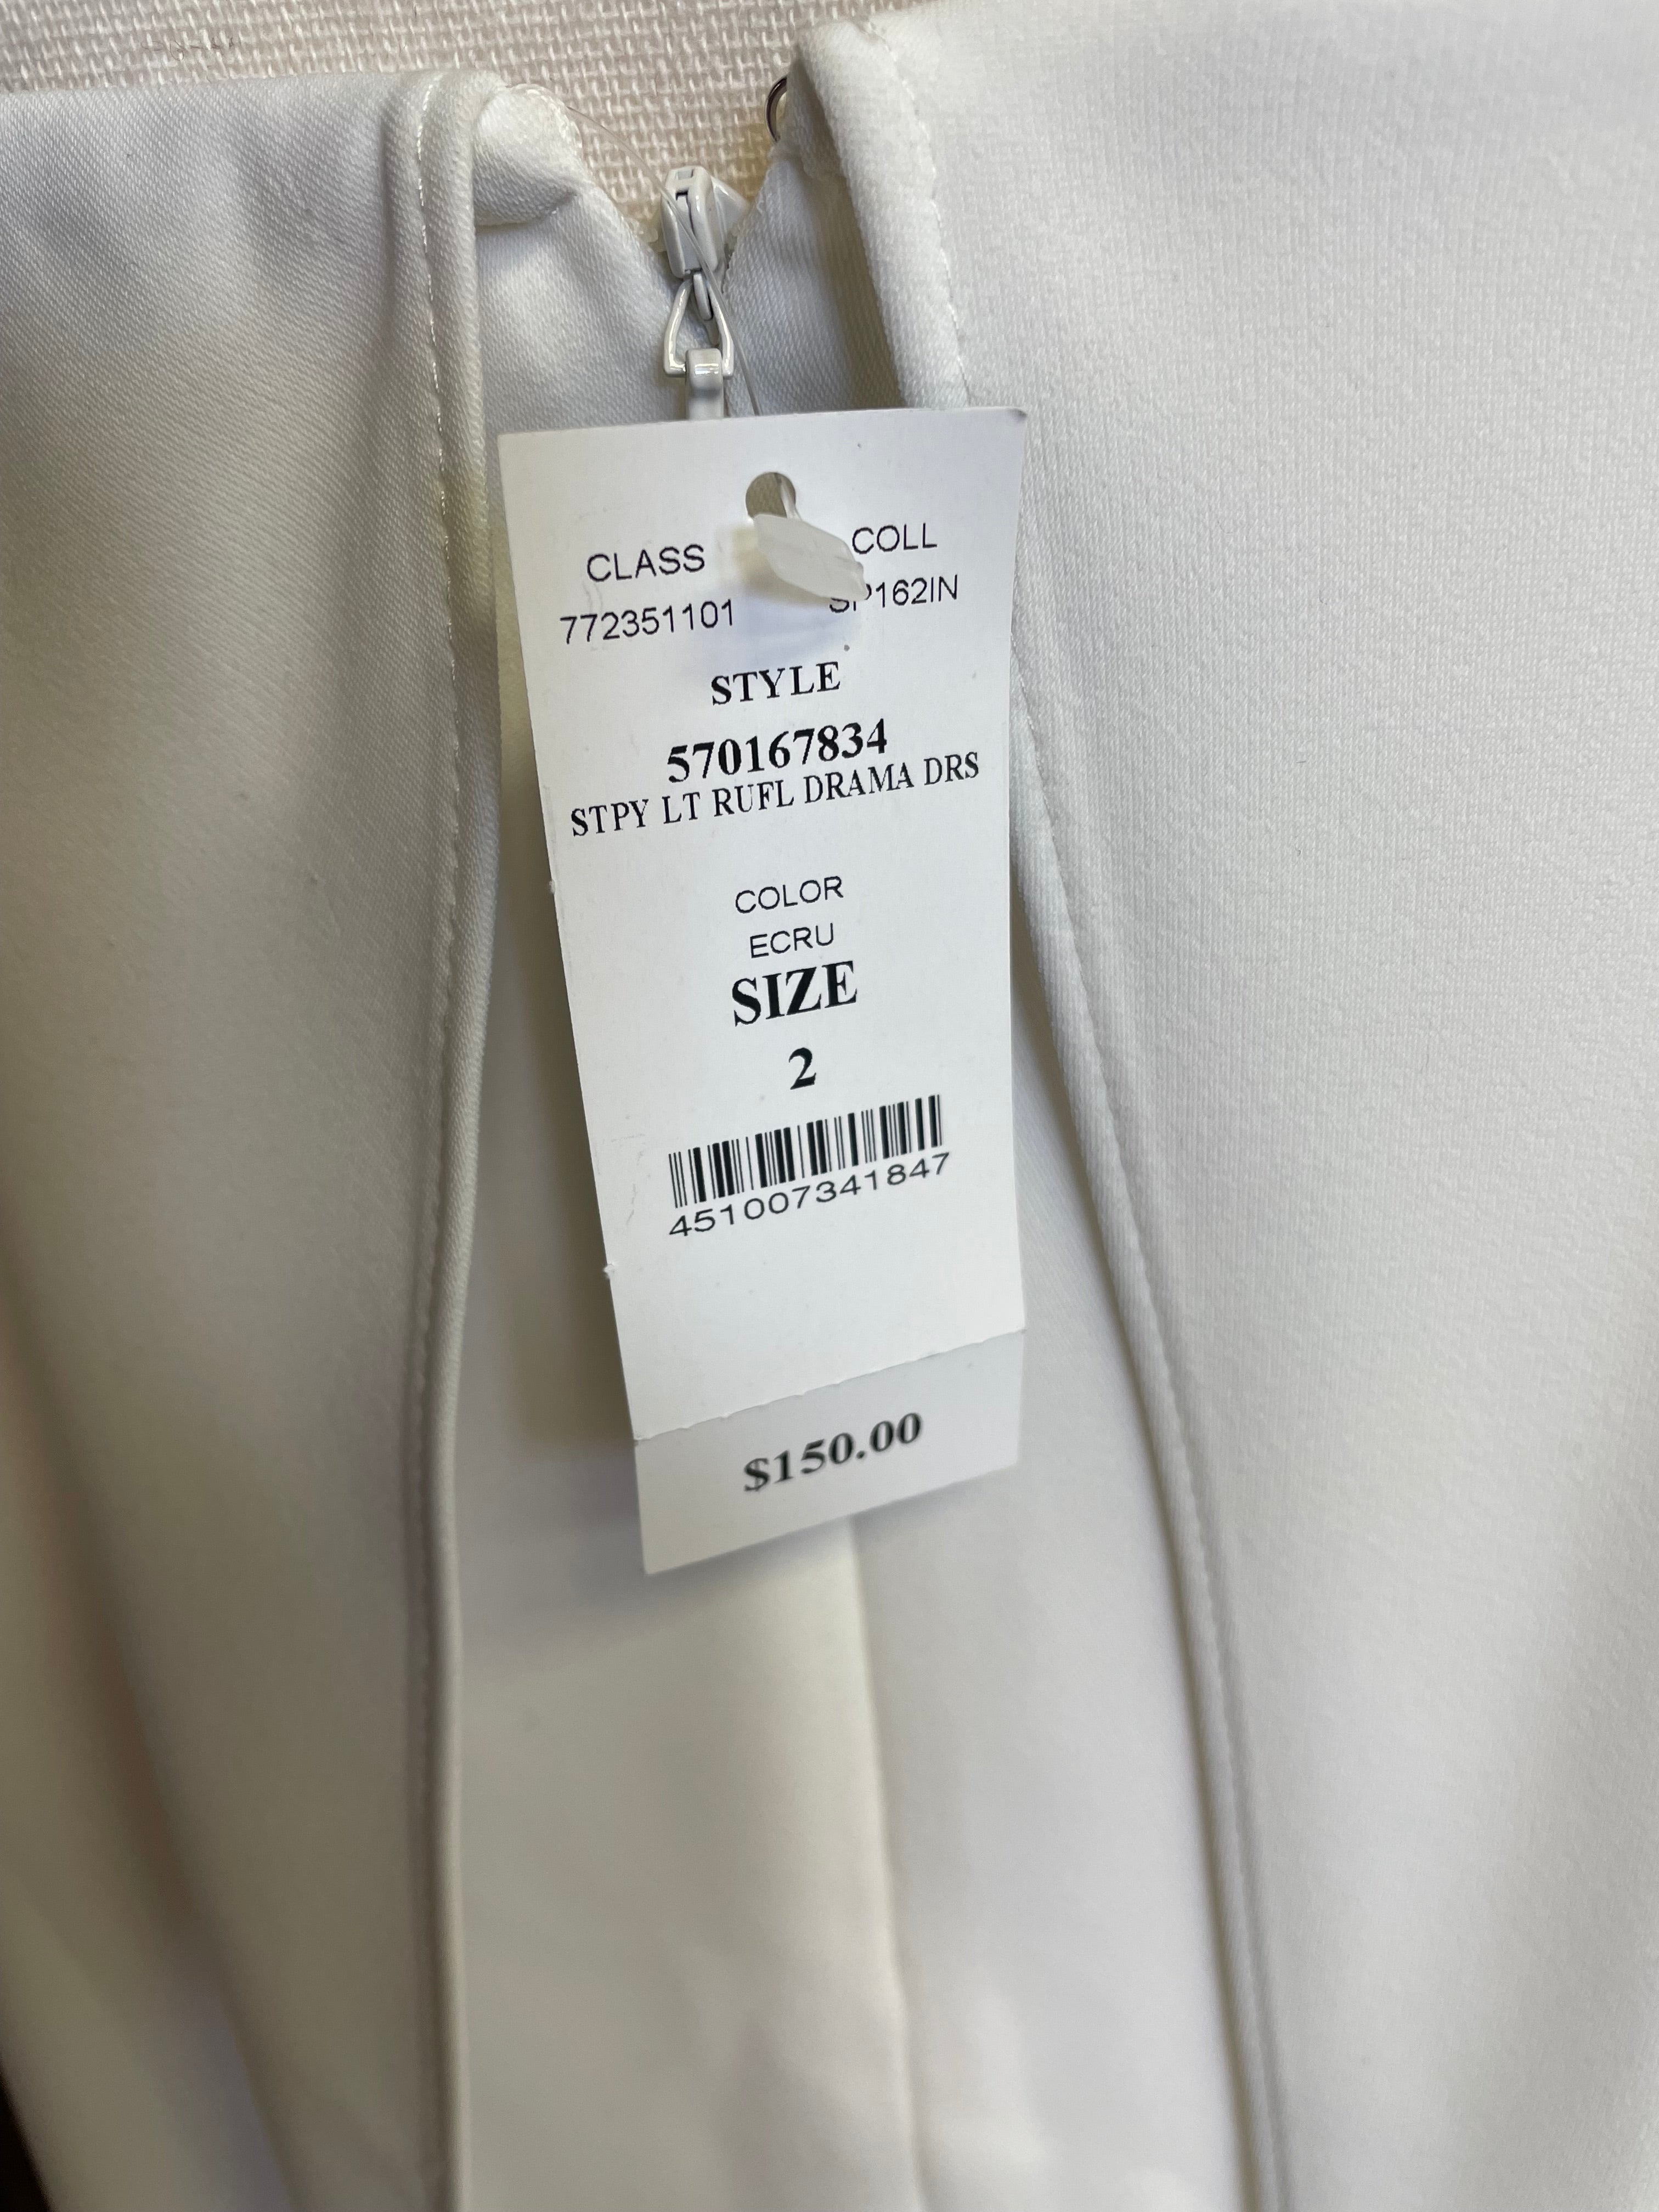 CLASS COLL
772351101 SP162IN
STYLE
570167834
STPY LT RUFL DRAMA DRS
COLOR
ECRU
SIZE
2
451007341847
$150.00